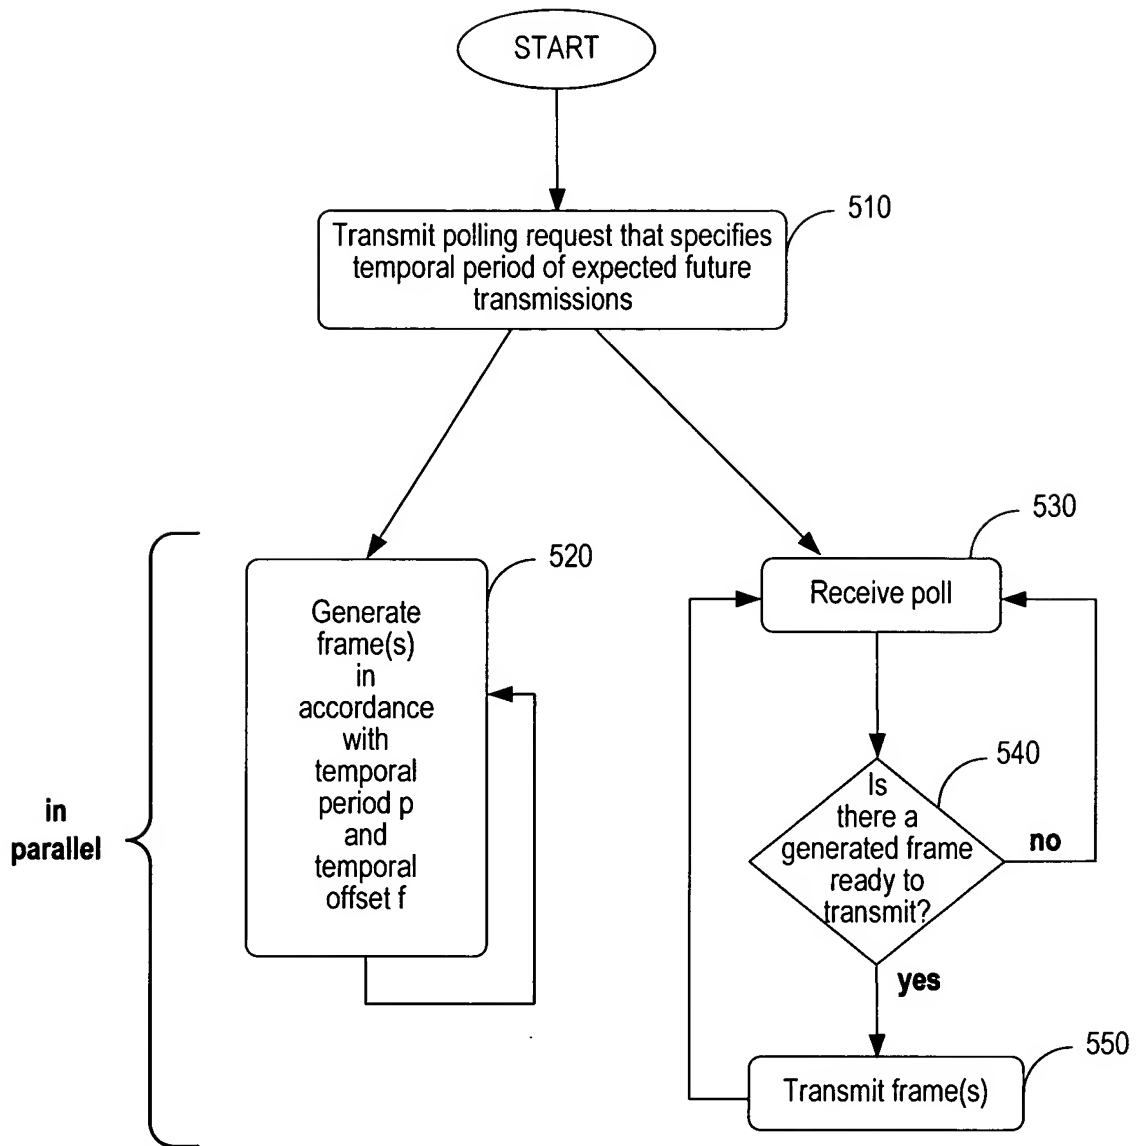 START
510
Transmit polling request that specifies
temporal period of expected future
transmissions
530
520
Receive poll
Generate
frame(s)
in
accordance
with
temporal
period p
and
temporal
offset f
in
parallel
540
Is
there a
generated frame
ready to
transmit?
no
yes
550
Transmit frame(s)